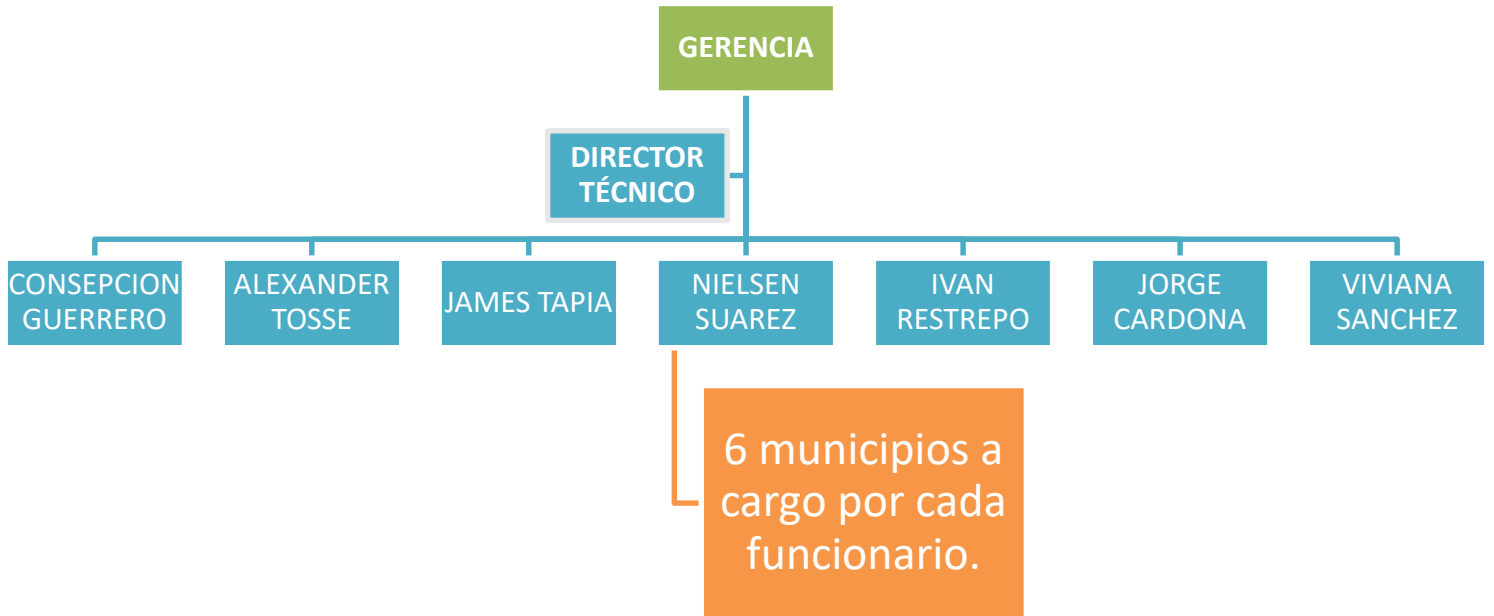 GERENCIA
DIRECTOR
TÉCNICO
CONSEPCION
GUERRERO
ALEXANDER
TOSSE
JAMES TAPIA
NIELSEN
SUAREZ
IVAN
RESTREPO
JORGE
CARDONA
VIVIANA
SANCHEZ
6 municipios a
cargo por cada
funcionario.